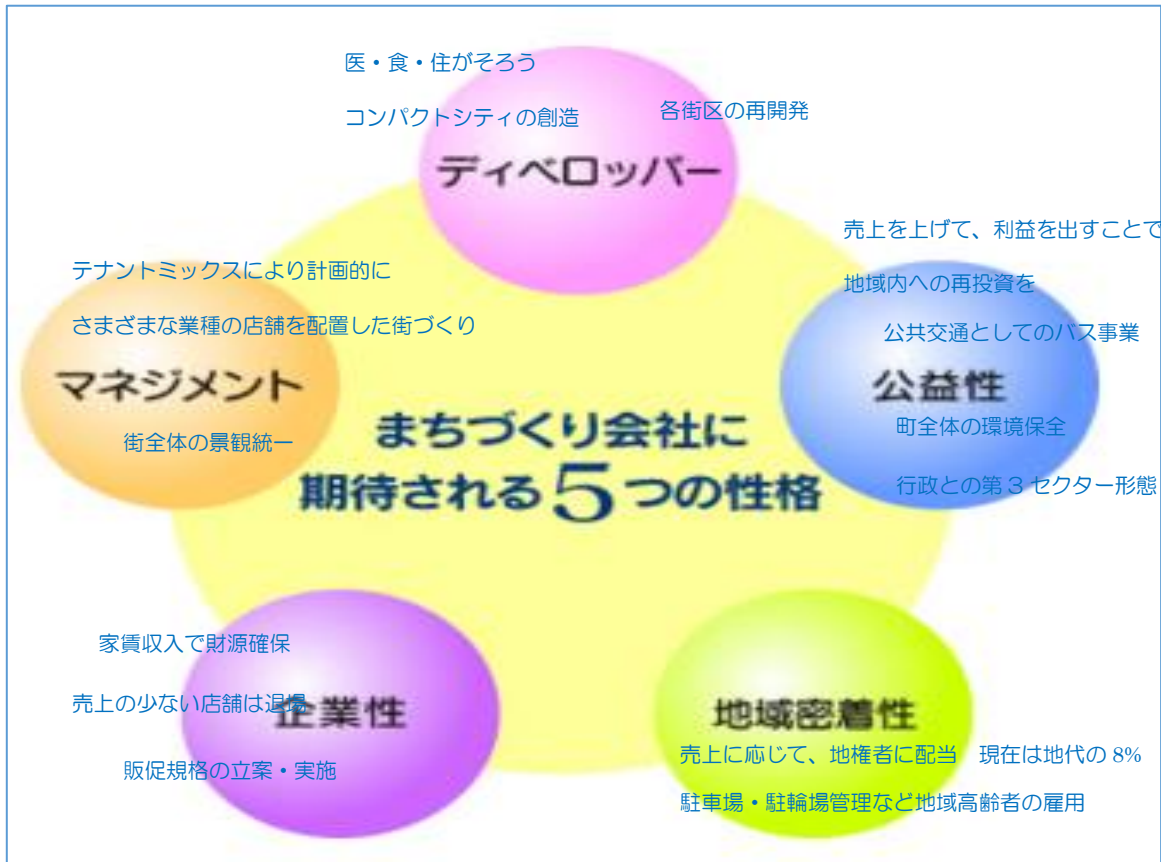 医・食・住がそろう
コンパクトシティの創造
各街区の再開発
ディベロッパー
売上を上げて、利益を出すことで
地域内への再投資を
公共交通としてのバス事業
公益性
町全体の環境保全
行政との第3セクター形態
テナントミックスにより計画的に
さまざまな業種の店舗を配置した街づくり
マネジメント
街全体の景観統一
まちづくり会社に
期待される5つの性格
家賃収入で財源確保
売上の少ない店舗は退場
企業性
販促規格の立案・実施
地域密着性
売上に応じて、地権者に配当　現在は地代の8%
駐車場・駐輪場管理など地域高齢者の雇用